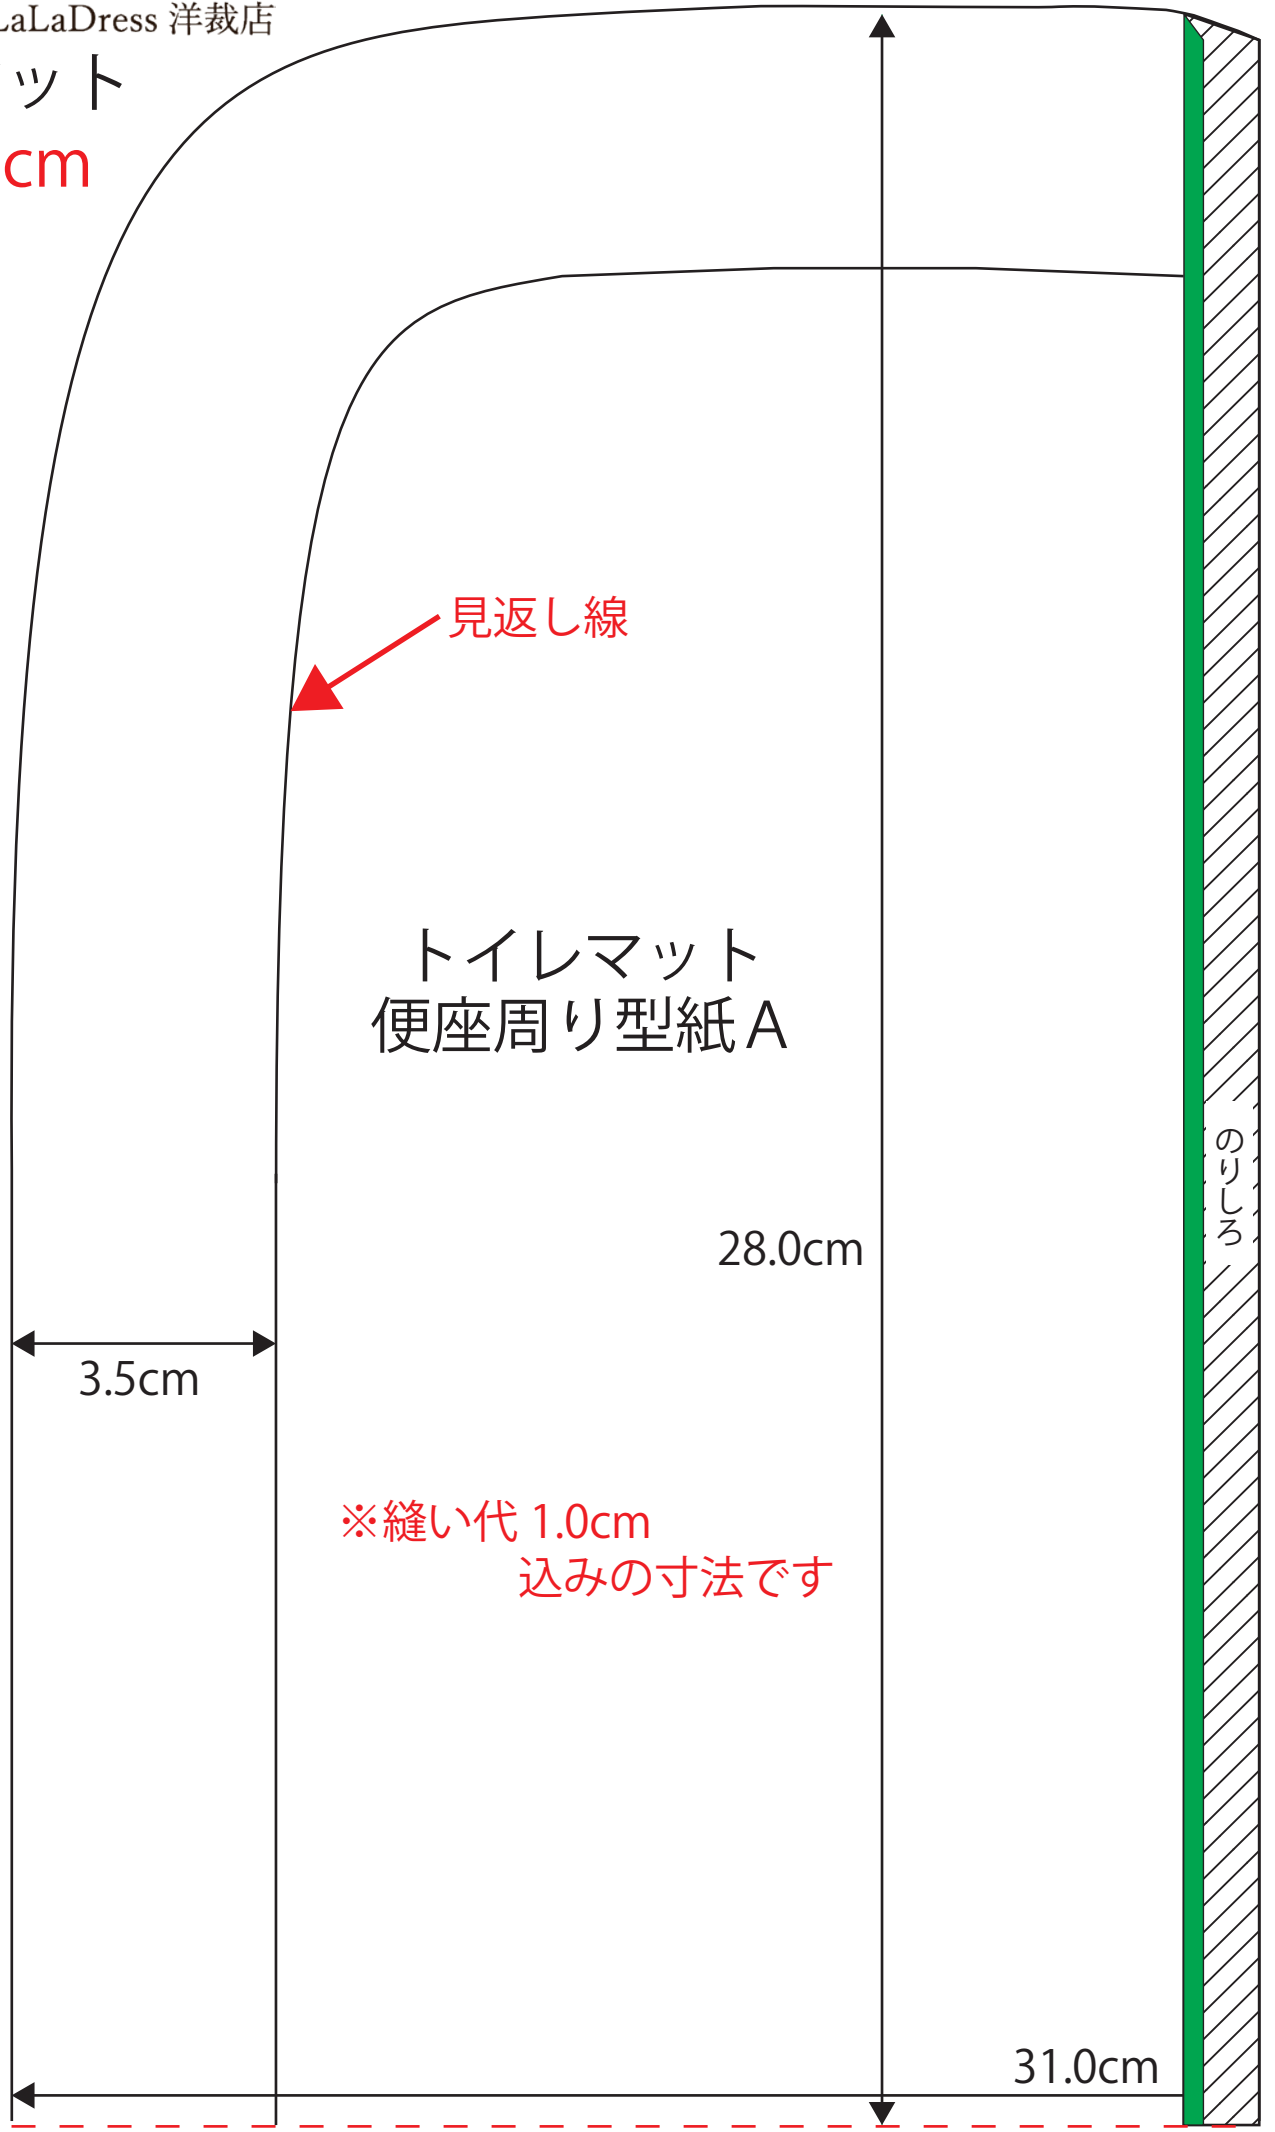 LaLaDress 洋裁店
ット
cm
見返し線
トイレマット
便座周り型紙A
のりしろ
28.0cm
3.5cm
※縫い代 1.0cm
込みの寸法です
31.0cm